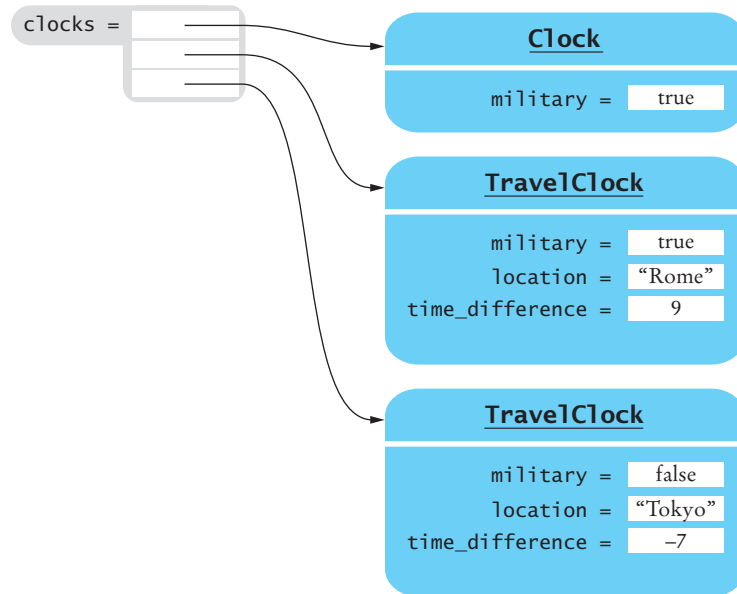 clocks =
Clock
military = true
TravelClock
military = true
location = “Rome”
time_difference = 9
TravelClock
military = false
location = “Tokyo”
time_difference = –7